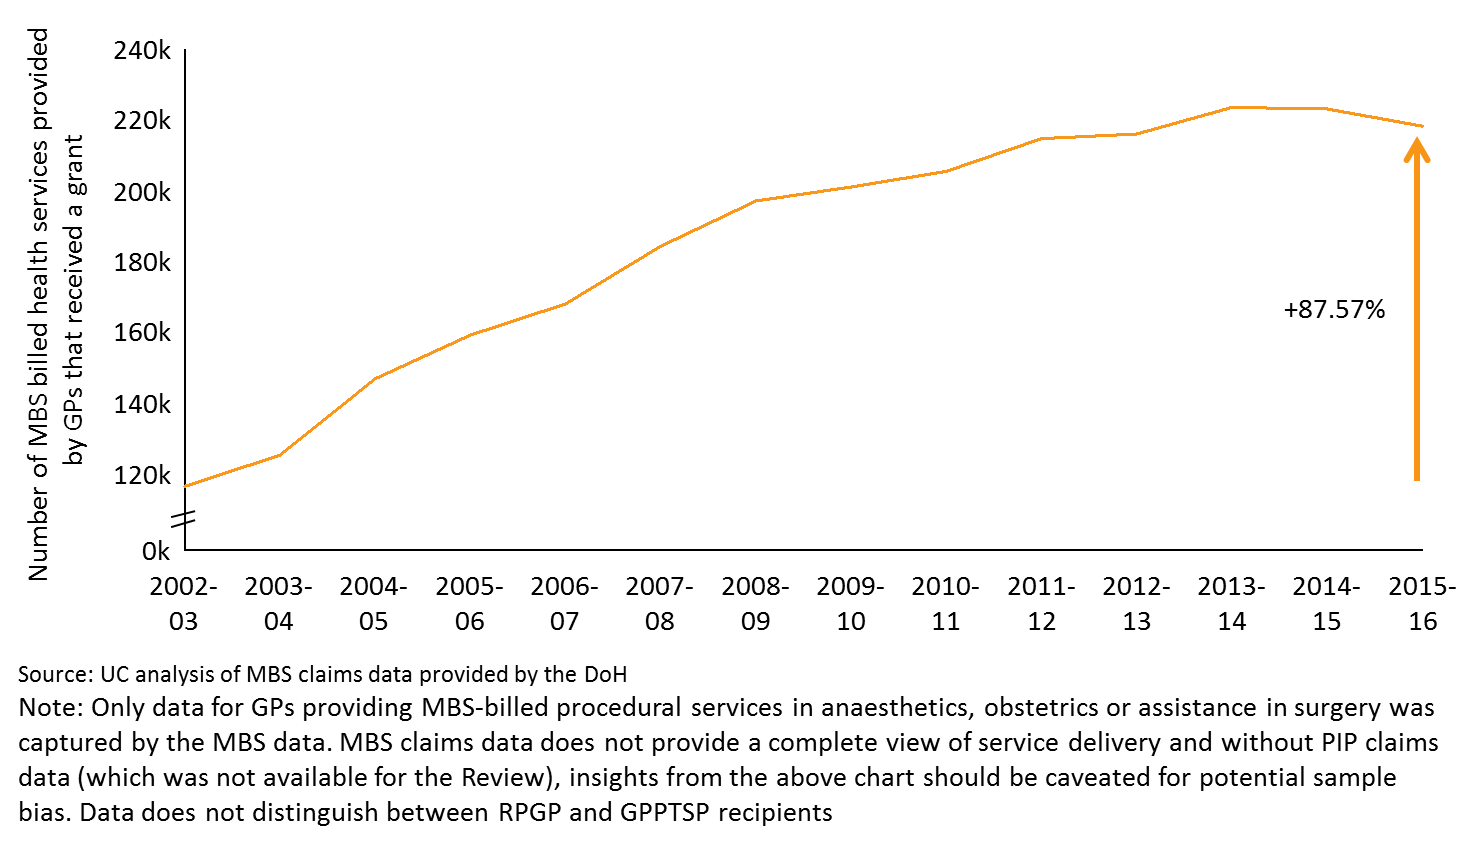 Number of MBS billed health services provided
by GPs that received a grant
240k
220k
200k
180k
160k
140k
120k
0k
+87.57%
2002-
03
2003-
04
2004-
05
2005-
06
2006-
07
2007-
08
2008-
09
2009-
10
2010-
11
2011-
12
2012-
13
2013-
14
2014-
15
2015-
16
Source: UC analysis of MBS claims data provided by the DoH
Note: Only data for GPs providing MBS-billed procedural services in anaesthetics, obstetrics or assistance in surgery was
captured by the MBS data. MBS claims data does not provide a complete view of service delivery and without PIP claims
data (which was not available for the Review), insights from the above chart should be caveated for potential sample
bias. Data does not distinguish between RPGP and GPPTSP recipients